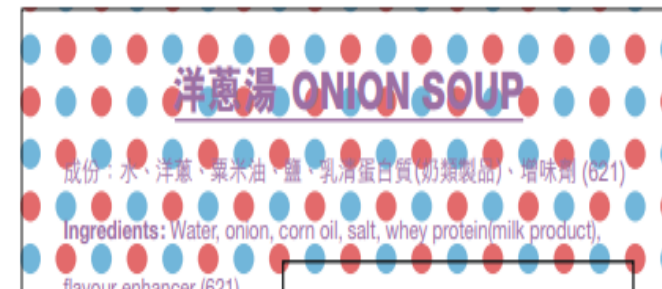 洋蔥湯 ONION SOUP
成份：水、洋蔥、粟米油、鹽、乳清蛋白質(奶類製品)、增味劑 (621)
Ingredients: Water, onion, corn oil, salt, whey protein(milk product),
flavour enhancer (621)